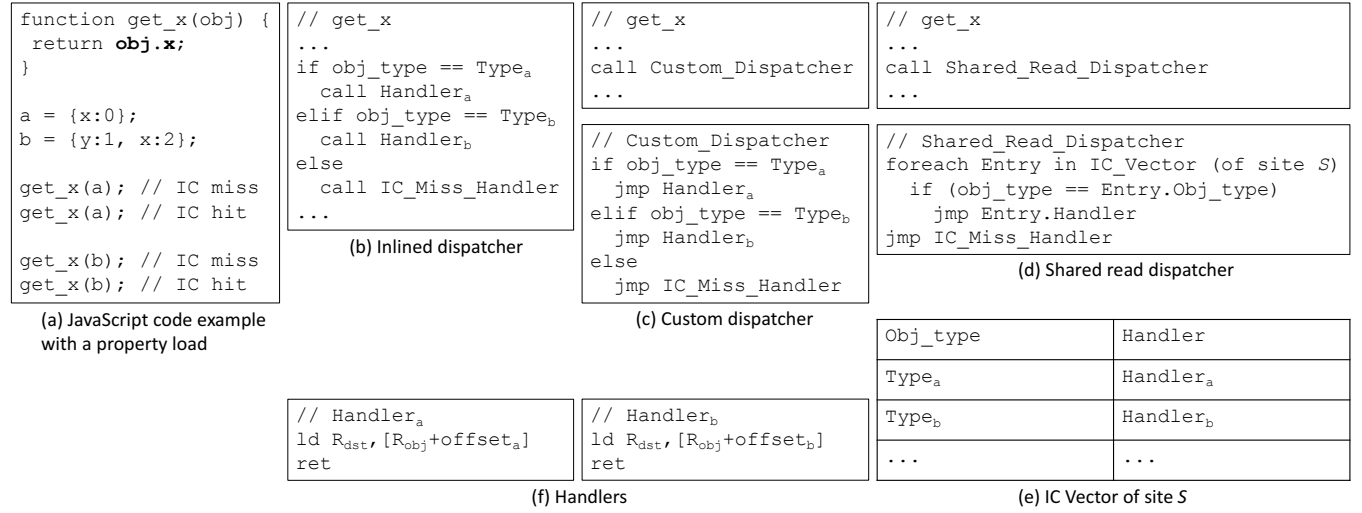 function get_x(obj) {
return obj.x;
}
a = {x:0};
b = {y:1, x:2};
get_x(a); // IC miss
get_x(a); // IC hit
get_x(b); // IC miss
get_x(b); // IC hit
(a) JavaScript code example
with a property load
// get_x
...
if obj_type == Typea
call Handlera
elif obj_type == Typeb
call Handlerb
else
call IC_Miss_Handler
...
(b) Inlined dispatcher
// get_x
...
call Custom_Dispatcher
...
// Custom_Dispatcher
if obj_type == Typea
jmp Handlera
elif obj_type == Typeb
jmp Handlerb
else
jmp IC_Miss_Handler
(c) Custom dispatcher
// get_x
...
call Shared_Read_Dispatcher
...
// Shared_Read_Dispatcher
foreach Entry in IC_Vector (of site S)
if (obj_type == Entry.Obj_type)
jmp Entry.Handler
jmp IC_Miss_Handler
(d) Shared read dispatcher
Obj_type Handler
Typea Handlera
Typeb Handlerb
... ...
(e) IC Vector of site S
// Handlera
ld Rdst,[Robj+offseta]
ret
// Handlerb
ld Rdst,[Robj+offsetb]
ret
(f) Handlers